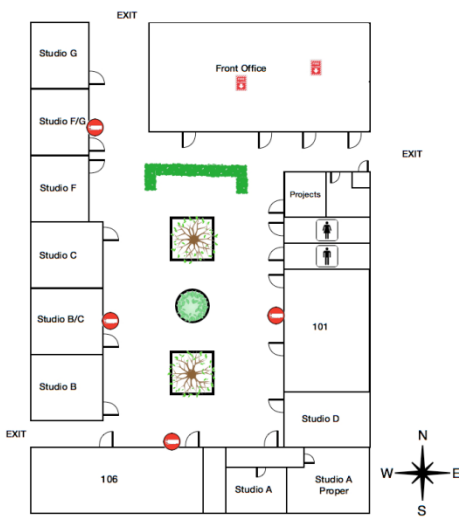 EXIT
Studio G
Front Office
Studio F/G
EXIT
Studio F
Projects
Studio C
Studio B/C
101
Studio B
Studio D
EXIT
N
W
E
S
106
Studio A
Studio A
Proper